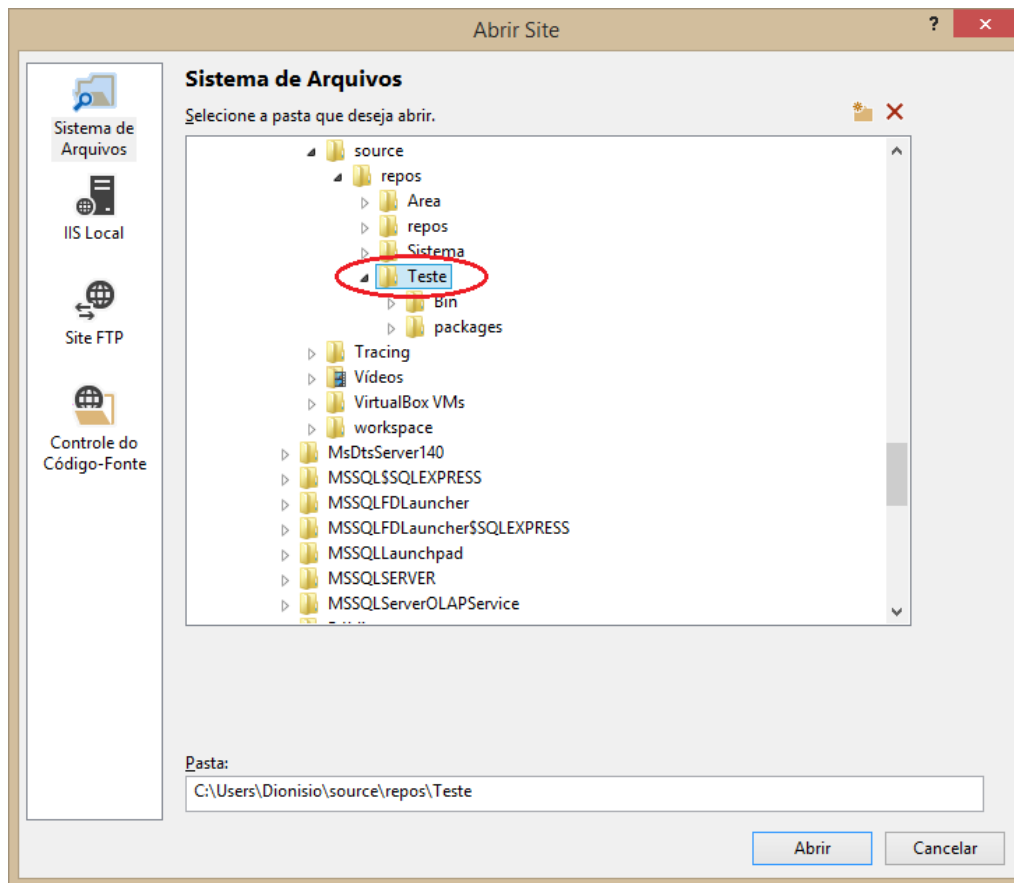 Abrir Site
?
Sistema de Arquivos
IIS Local
Site FTP
Controle do Código-Fonte
Sistema de Arquivos
Selecione a pasta que deseja abrir.
source
repos
Area
repos
Sistema
Teste
Bin
packages
Tracing
Vídeos
VirtualBox VMs
workspace
MsDtsServer140
MSSQL$SQLEXPRESS
MSSQLFDLauncher
MSSQLFDLauncher$SQLEXPRESS
MSSQLLaunchpad
MSSQLSERVER
MSSQLServerOLAPService
Pasta:
C:\Users\Dionisio\source\repos\Teste
Abrir
Cancelar